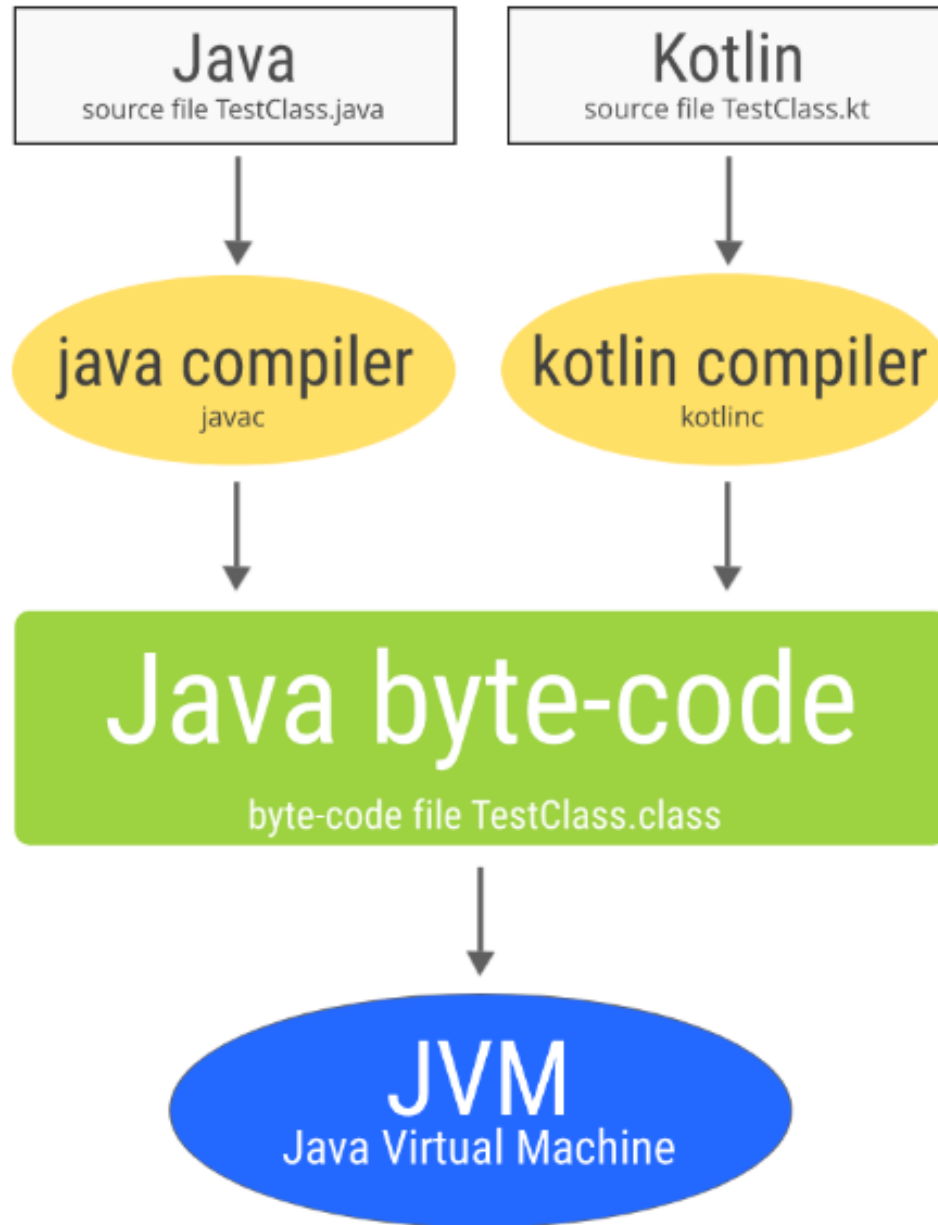 Java
source file TestClass.java
Kotlin
source file TestClass.kt
java compiler
javac
kotlin compiler
kotlinc
Java byte-code
byte-code file TestClass.class
JVM
Java Virtual Machine